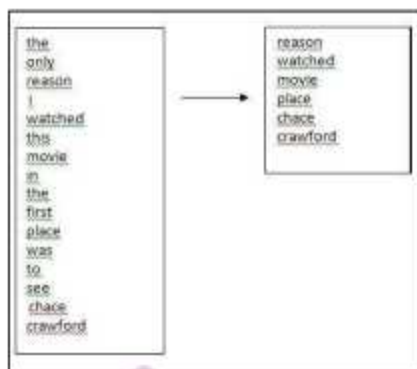 the
only
reason
i
watched
this
movie
in
the
first
place
was
to
see
chace
crawford
reason
watched
movie
place
chace
crawford